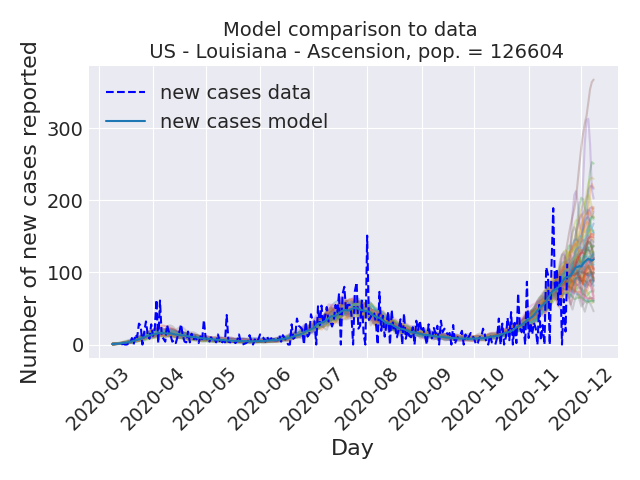 Model comparison to data
US - Louisiana - Ascension, pop. = 126604
new cases data
new cases model
Number of new cases reported
300
200
100
0
2020-03
2020-04
2020-05
2020-06
2020-07
2020-08
2020-09
2020-10
2020-11
2020-12
Day